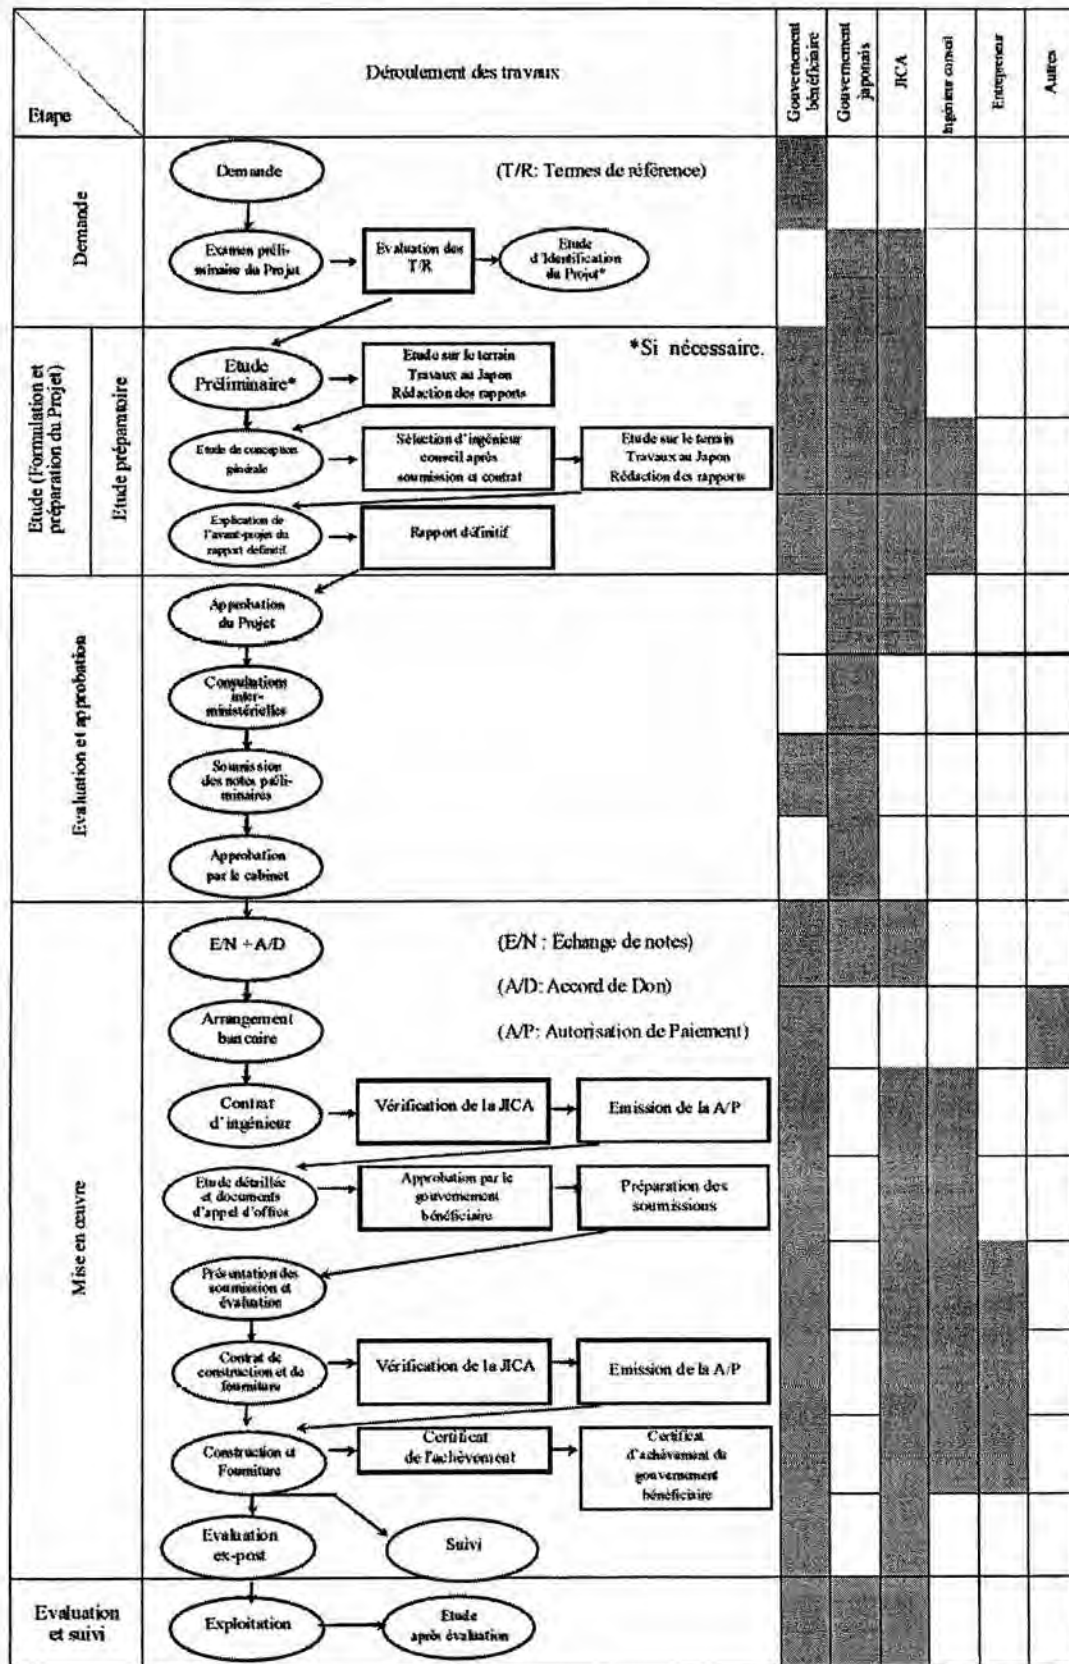 Etape
Déroulement des travaux
Gouvernement
bénéficiaire
Gouvernement
japonais
JICA
Ingénieur conseil
Entrepreneur
Autres
Demande
Demande
(T/R: Termes de référence)
Examen préli-
minaire du Projet
Evaluation des
T/R
Etude
d'Identification
du Projet*
Etude (Formulation et
préparation du Projet)
Etude préparatoire
*Si nécessaire.
Etude
Préliminaire*
Etude sur le terrain
Travaux au Japon
Rédaction des rapports
Etude de conception
générale
Sélection d'ingénieur
conseil après
soumission et contrat
Etude sur le terrain
Travaux au Japon
Rédaction des rapports
Explication de
l'avant-projet du
rapport définitif
Rapport définitif
Evaluation et approbation
Approbation
du Projet
Consultations
inter-
ministérielles
Soumission
des notes préli-
minaires
Approbation
par le cabinet
Mise en œuvre
E/N + A/D
(E/N : Echange de notes)
(A/D: Accord de Don)
Arrangement
bancaire
(A/P: Autorisation de Paiement)
Contrat
d'ingénieur
Vérification de la JICA
Emission de la A/P
Etude détaillée
et documents
d'appel d'offres
Approbation par le
gouvernement
bénéficiaire
Préparation des
soumissions
Présentation des
soumission et
évaluation
Contrat de
construction et de
fourniture
Vérification de la JICA
Emission de la A/P
Construction et
Fourniture
Certificat
de l'achèvement
Certificat
d'achèvement du
gouvernement
bénéficiaire
Evaluation
ex-post
Suivi
Evaluation
et suivi
Exploitation
Etude
après évaluation